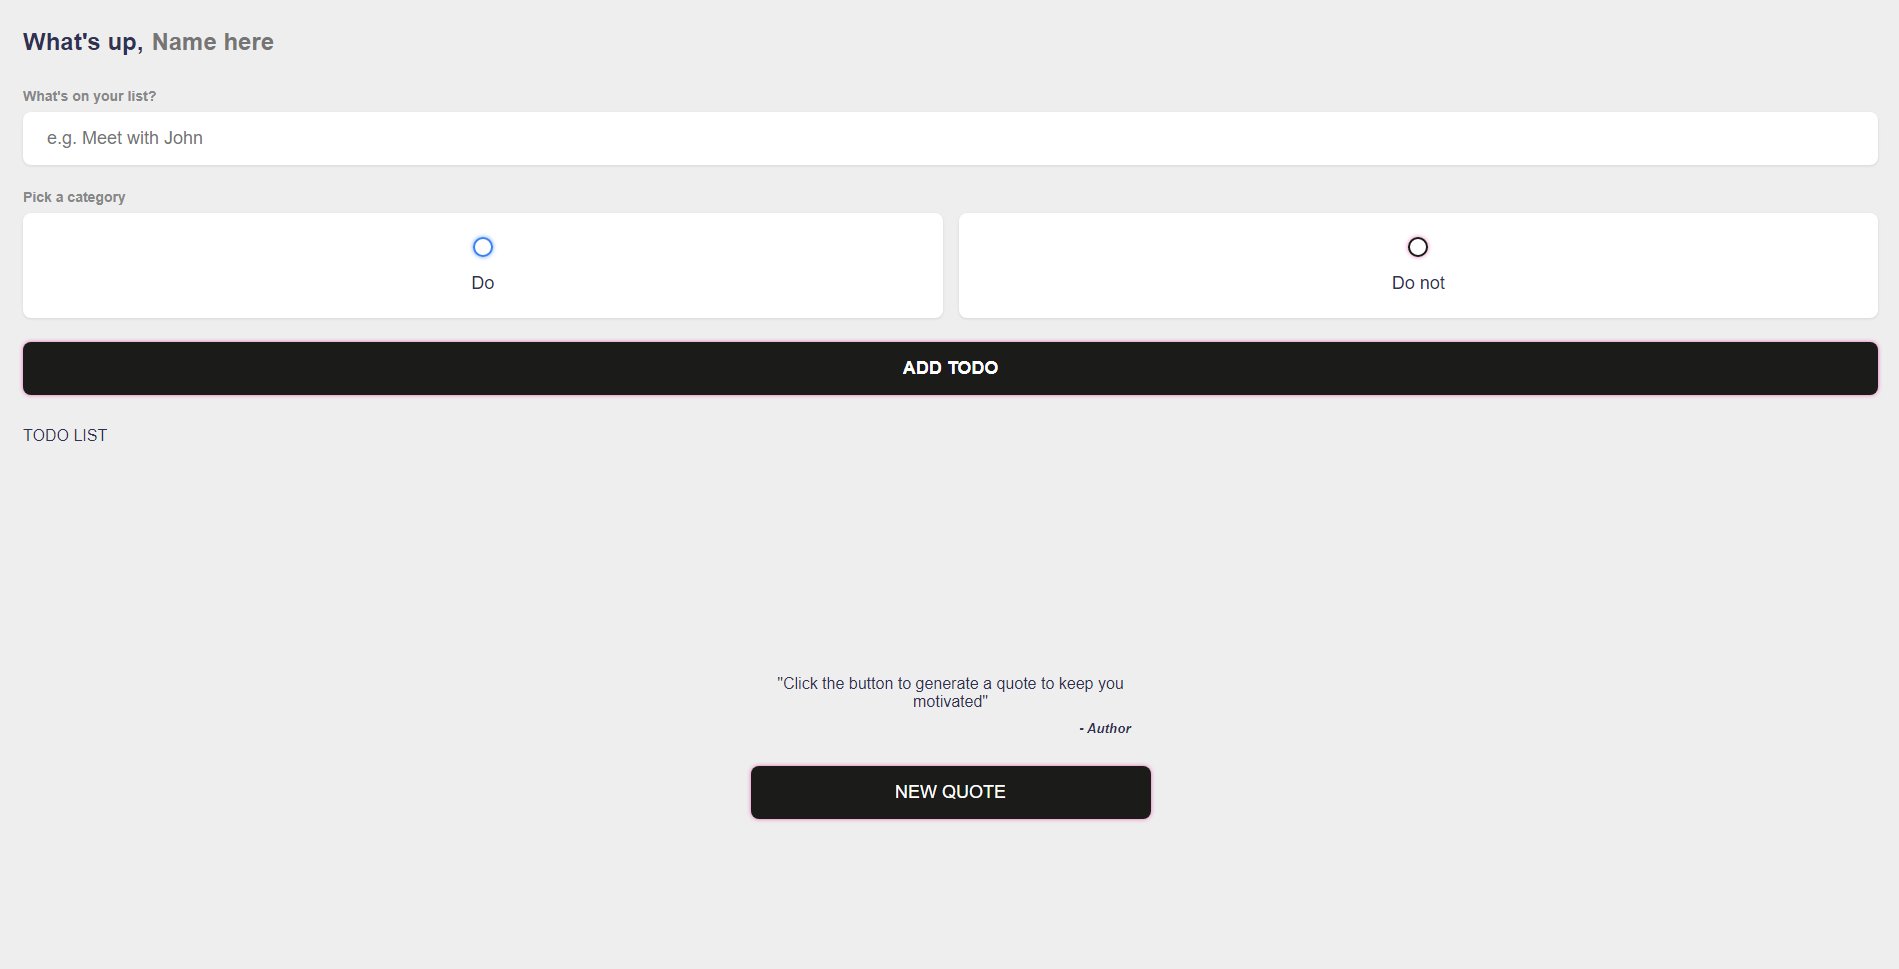 What's up, Name here
What's on your list?
e.g. Meet with John
Pick a category
Do
Do not
ADD TODO
TODO LIST
"Click the button to generate a quote to keep you
motivated"
- Author
NEW QUOTE